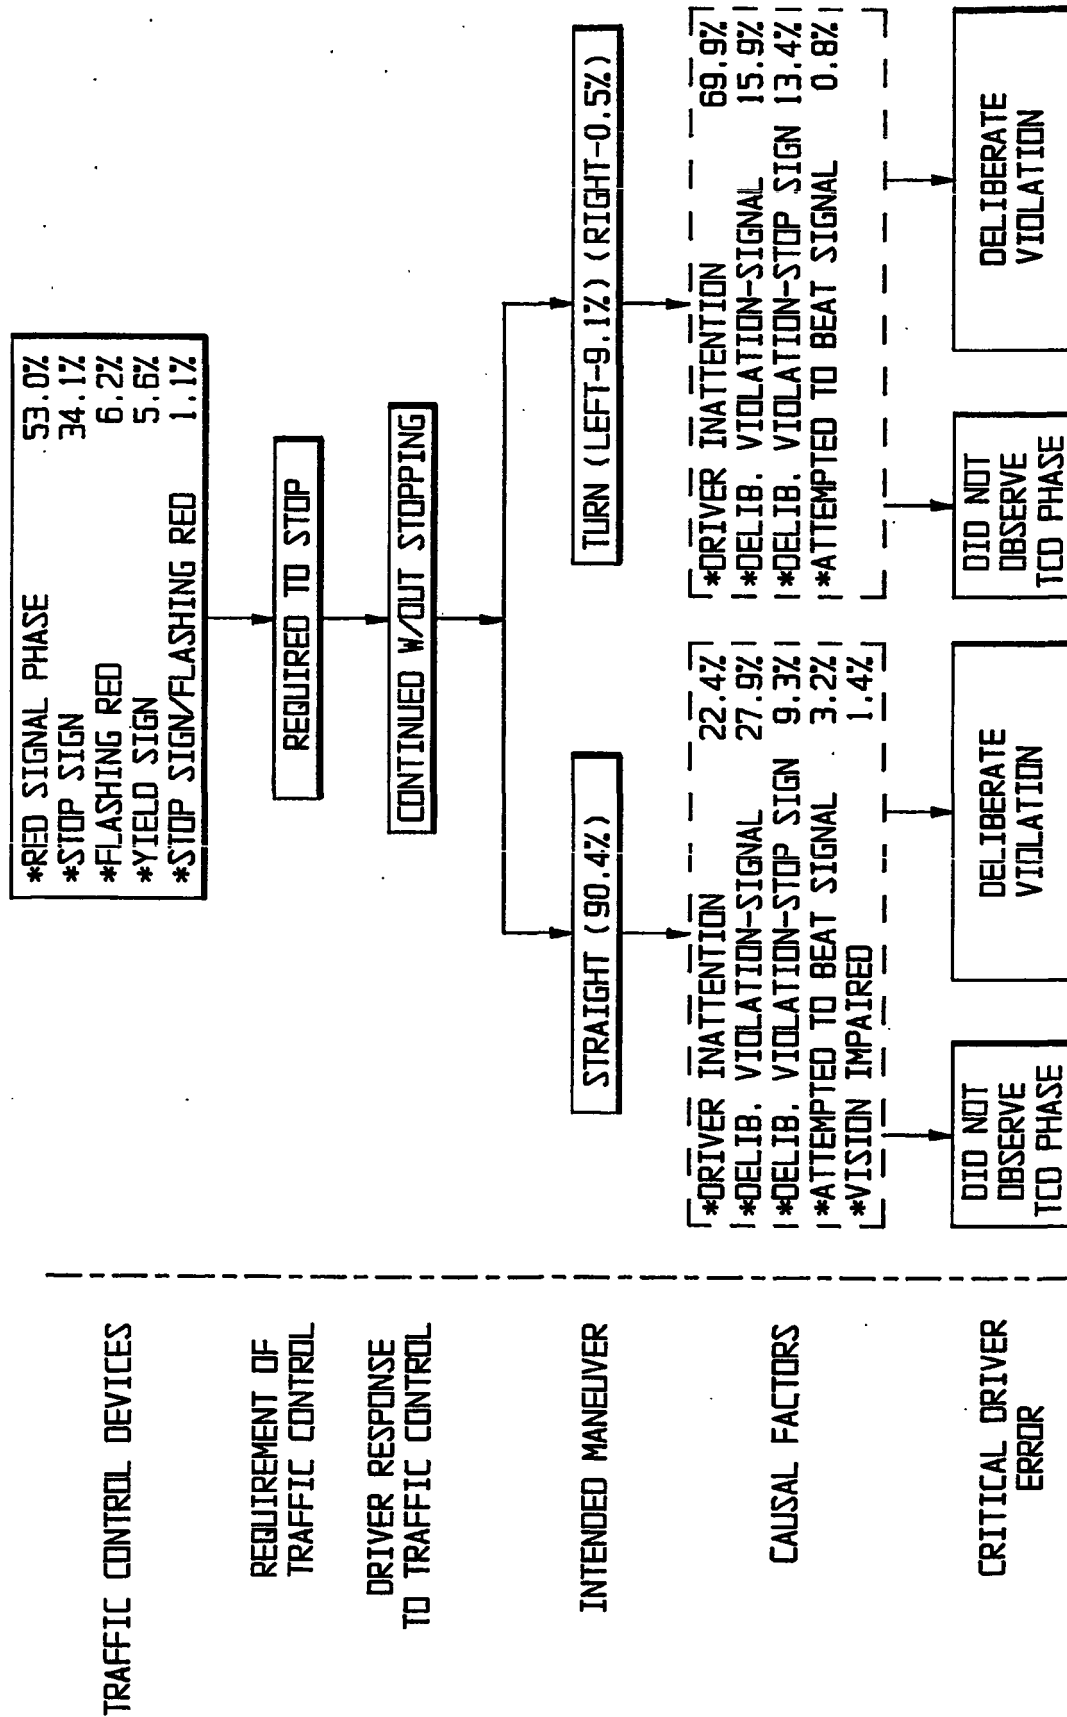 TRAFFIC CONTROL DEVICES
*RED SIGNAL PHASE 53.0%
*STOP SIGN 34.1%
*FLASHING RED 6.2%
*YIELD SIGN 5.6%
*STOP SIGN/FLASHING RED 1.1%
REQUIREMENT OF
TRAFFIC CONTROL
REQUIRED TO STOP
DRIVER RESPONSE
TO TRAFFIC CONTROL
CONTINUED W/OUT STOPPING
INTENDED MANEUVER
STRAIGHT (90.4%)
TURN (LEFT-9.1%) (RIGHT-0.5%)
CAUSAL FACTORS
*DRIVER INATTENTION 22.4%
*DELIB. VIOLATION-SIGNAL 27.9%
*DELIB. VIOLATION-STOP SIGN 9.3%
*ATTEMPTED TO BEAT SIGNAL 3.2%
*VISION IMPAIRED 1.4%
*DRIVER INATTENTION 69.9%
*DELIB. VIOLATION-SIGNAL 15.9%
*DELIB. VIOLATION-STOP SIGN 13.4%
*ATTEMPTED TO BEAT SIGNAL 0.8%
CRITICAL DRIVER
ERROR
DID NOT
OBSERVE
TCD PHASE
DELIBERATE
VIOLATION
DID NOT
OBSERVE
TCD PHASE
DELIBERATE
VIOLATION